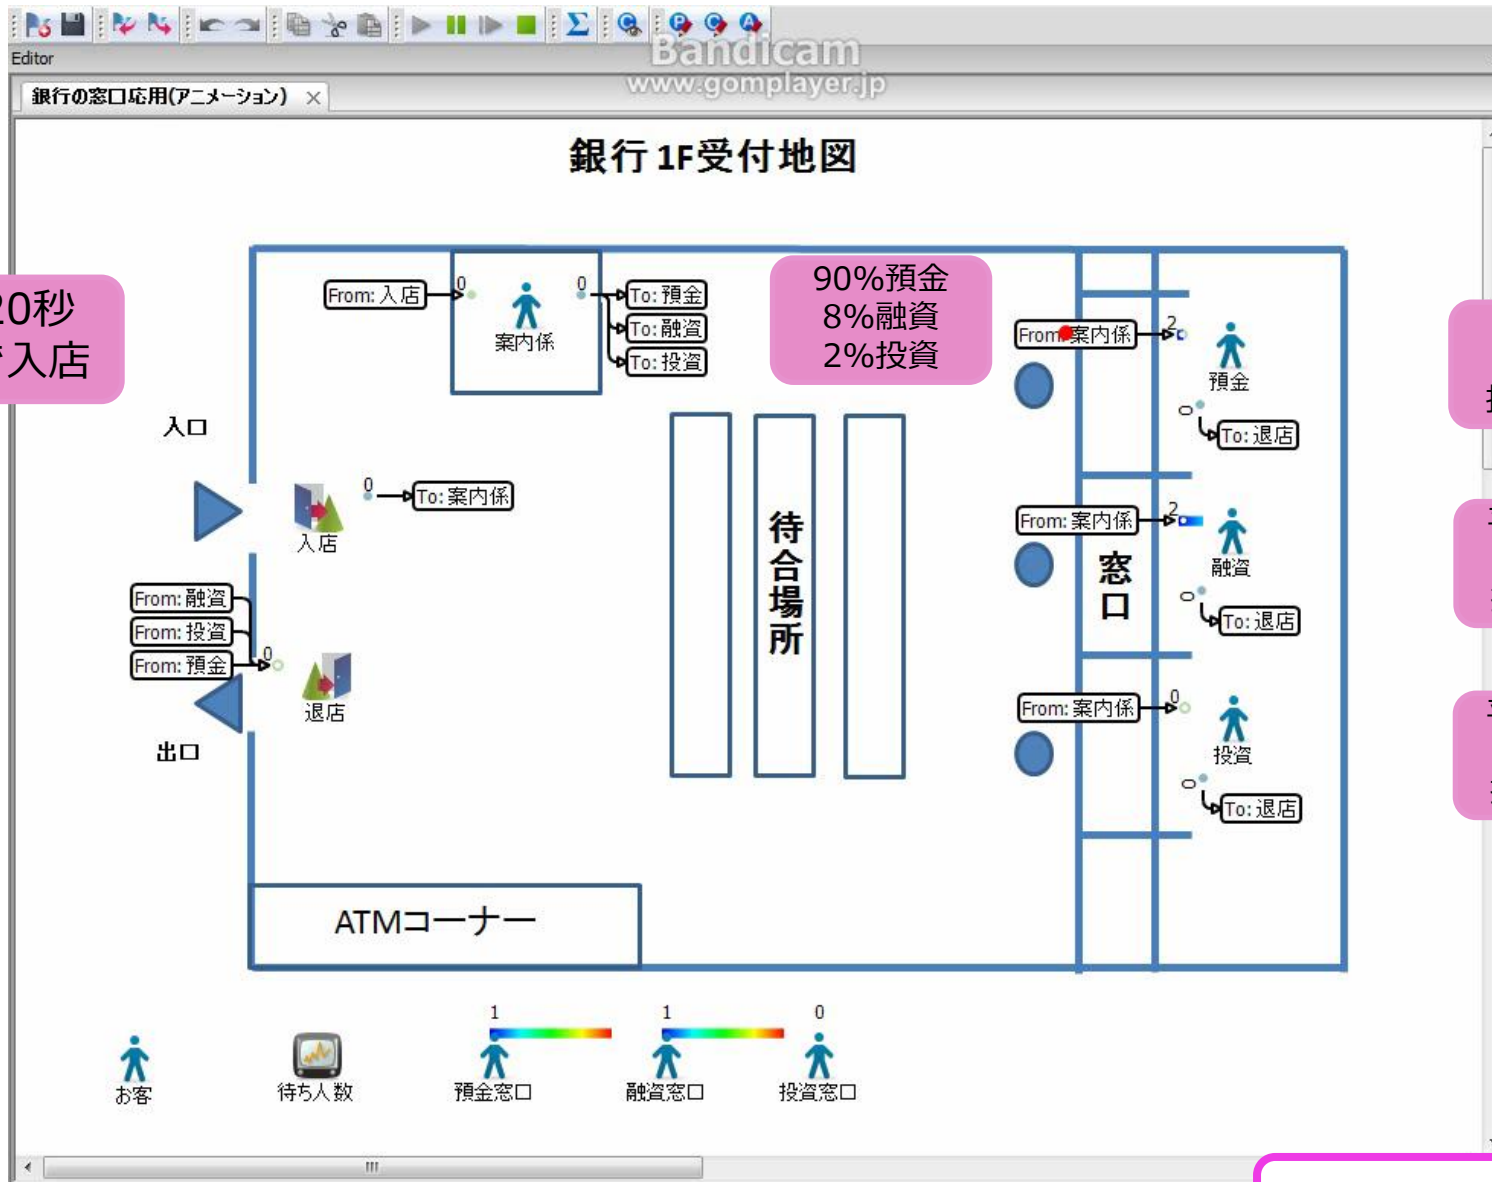 Bandicam
www.gomplayer.jp
Editor
銀行の窓口応用(アニメーション)
銀行 1F受付地図
20秒
入店
From: 入店
0
0
案内係
To: 預金
To: 融資
To: 投資
90%預金
8%融資
2%投資
From: 案内係
2
預金
0
To: 退店
入口
入店
0
To: 案内係
From: 融資
From: 投資
From: 預金
0
退店
出口
待合場所
窓口
From: 案内係
2
融資
0
To: 退店
From: 案内係
0
投資
0
To: 退店
ATMコーナー
お客
待ち人数
1
預金窓口
1
融資窓口
0
投資窓口